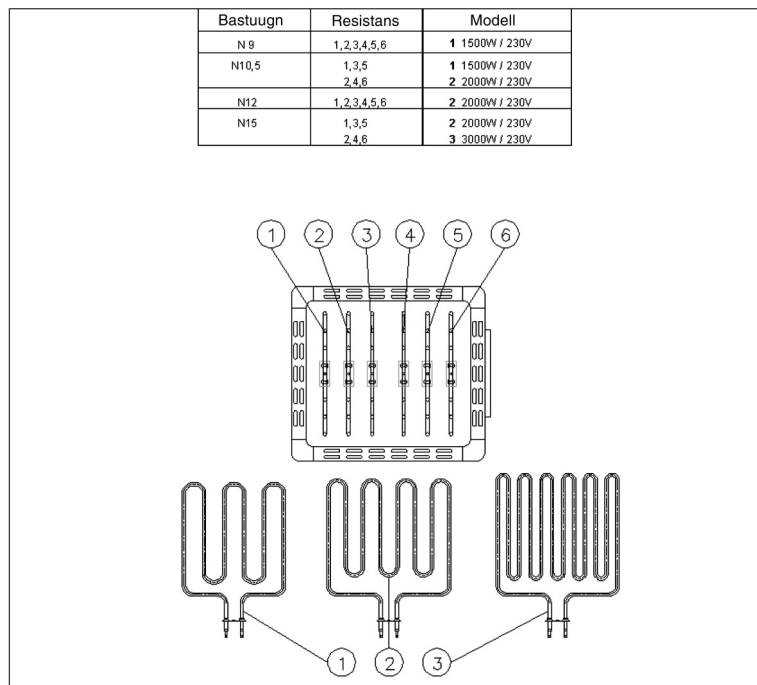 Bastuugn Resistans Modell
N 9 1,2,3,4,5,6 1 1500W / 230V
N10,5 1,3,5 1 1500W / 230V
2,4,6 2 2000W / 230V
N12 1,2,3,4,5,6 2 2000W / 230V
N15 1,3,5 2 2000W / 230V
2,4,6 3 3000W / 230V
1 2 3 4 5 6
1 2 3